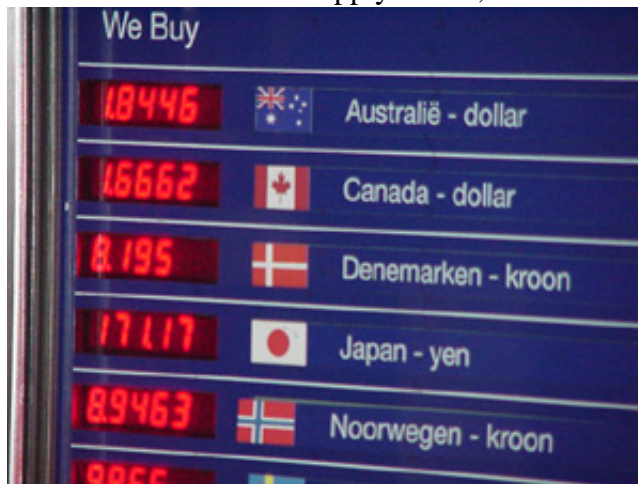 We Buy
1.8446 Australië - dollar
1.6662 Canada - dollar
8.195 Denemarken - kroon
171.17 Japan - yen
8.9463 Noorwegen - kroon